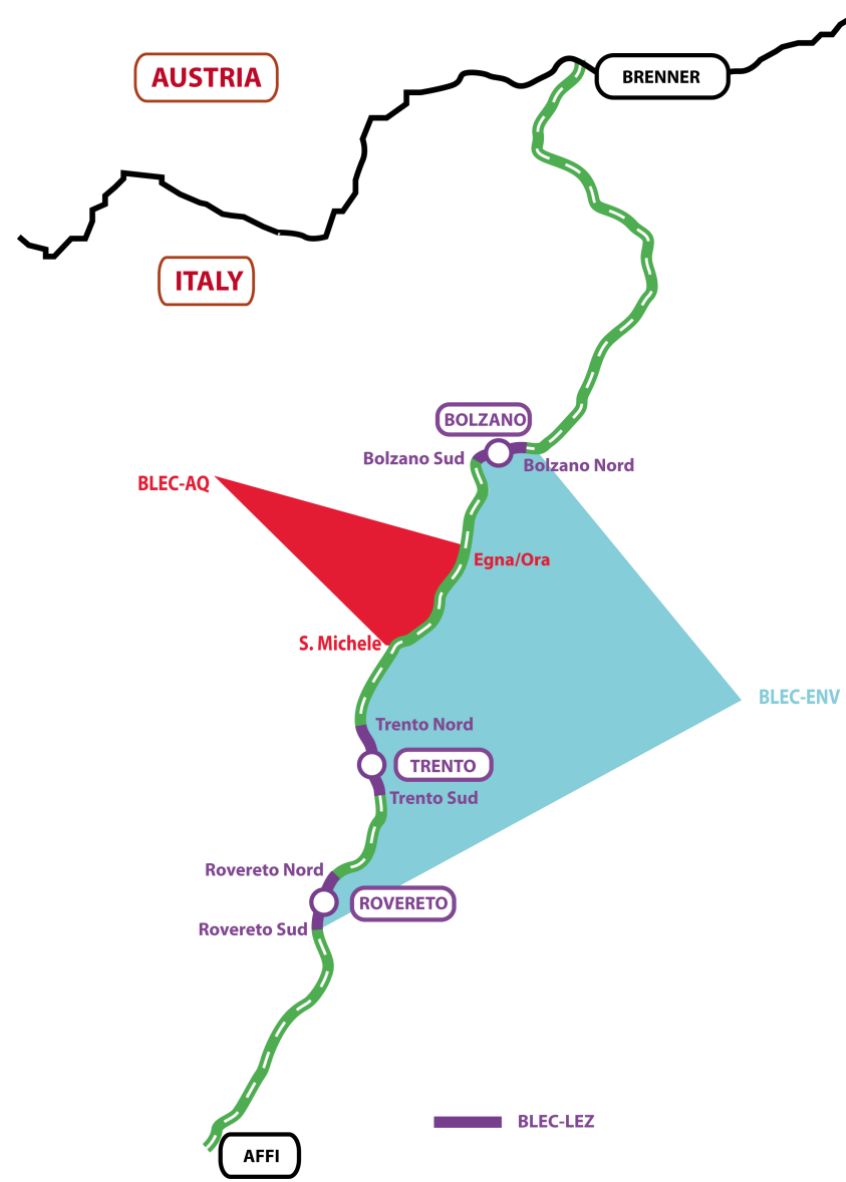 AUSTRIA
BRENNER
ITALY
BOLZANO
Bolzano Sud
Bolzano Nord
BLEC-AQ
Egna/Ora
S. Michele
BLEC-ENV
Trento Nord
TRENTO
Trento Sud
Rovereto Nord
ROVERETO
Rovereto Sud
BLEC-LEZ
AFFI